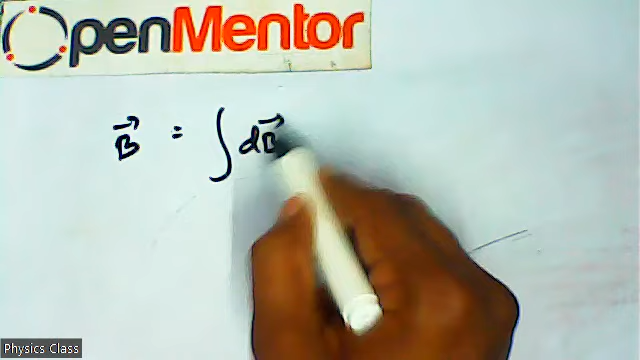 OpenMentor
B⃗ = ∫ dB⃗
Physics Class